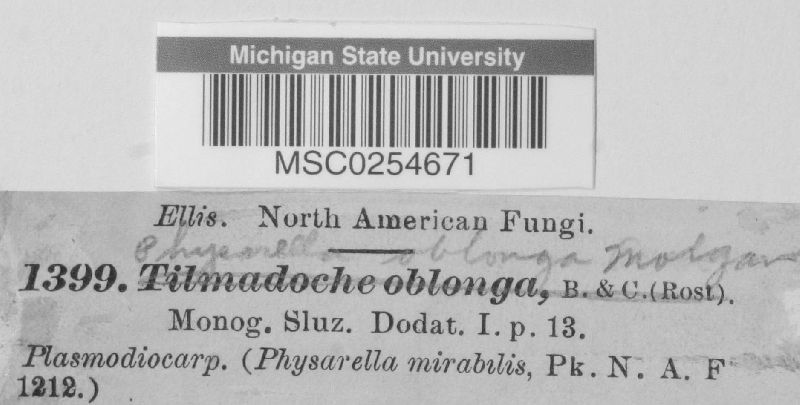 Michigan State University
MSC0254671
Ellis. North American Fungi.
Physarella oblonga Morgan
1399. Tilmadoche oblonga, B. & C.(Rost).
Monog. Sluz. Dodat. I. p. 13.
Plasmodiocarp. (Physarella mirabilis, Pk. N. A. F
1212.)